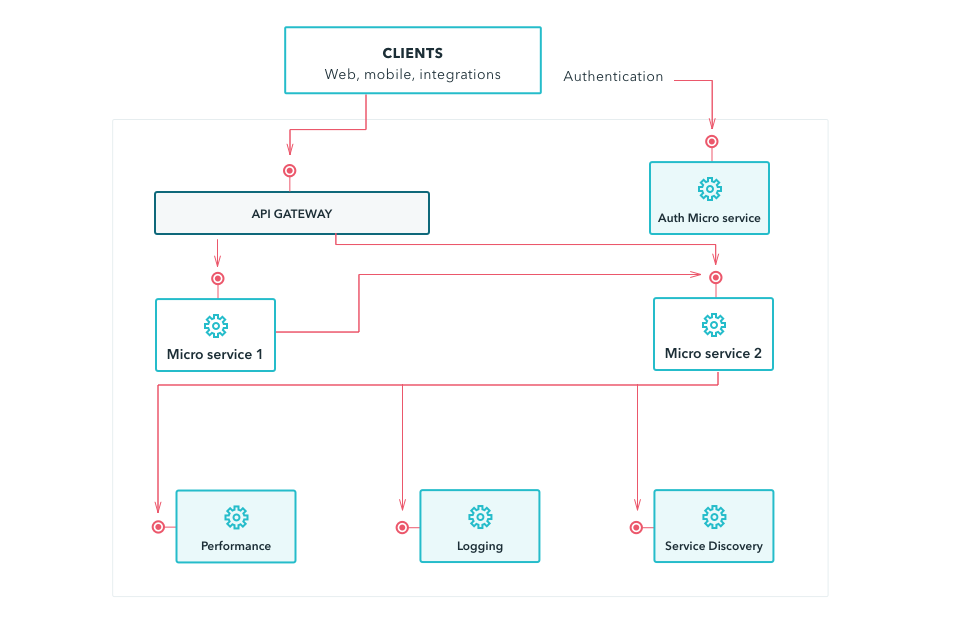 CLIENTS
Web, mobile, integrations
Authentication
API GATEWAY
Auth Micro service
Micro service 1
Micro service 2
Performance
Logging
Service Discovery